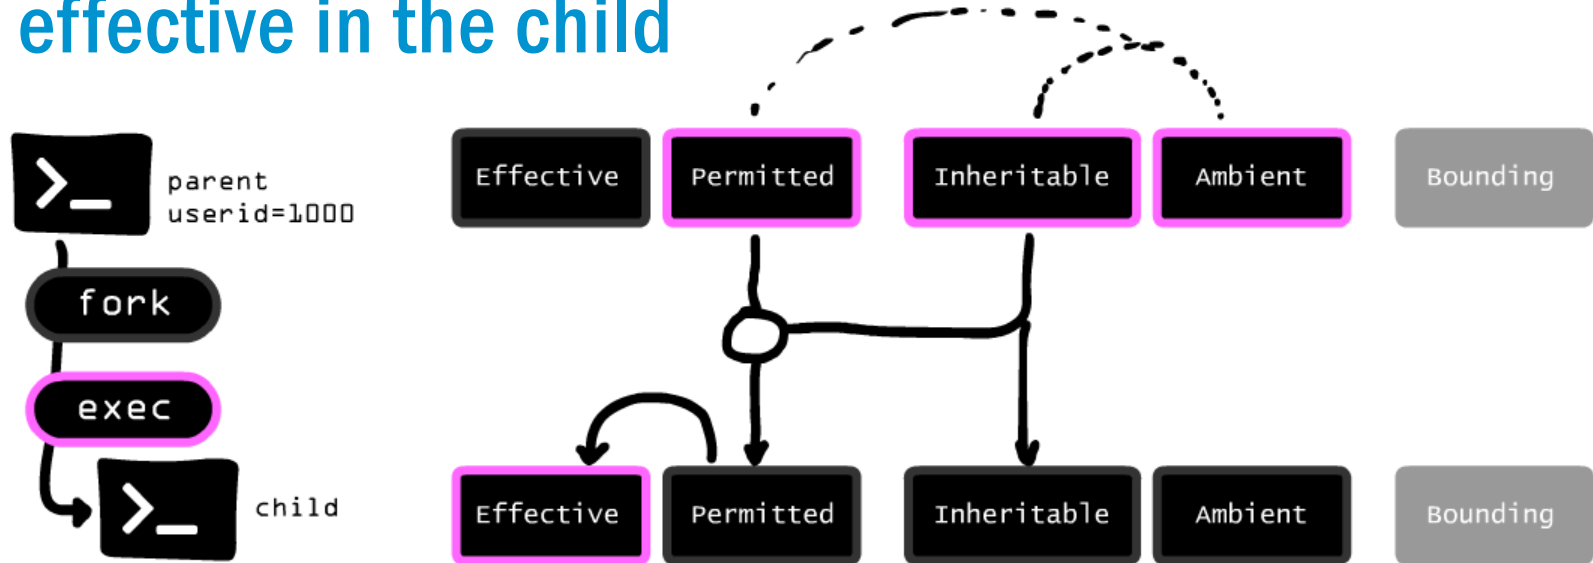 effective in the child
parent
userid=1000
Effective
Permitted
Inheritable
Ambient
Bounding
fork
exec
child
Effective
Permitted
Inheritable
Ambient
Bounding